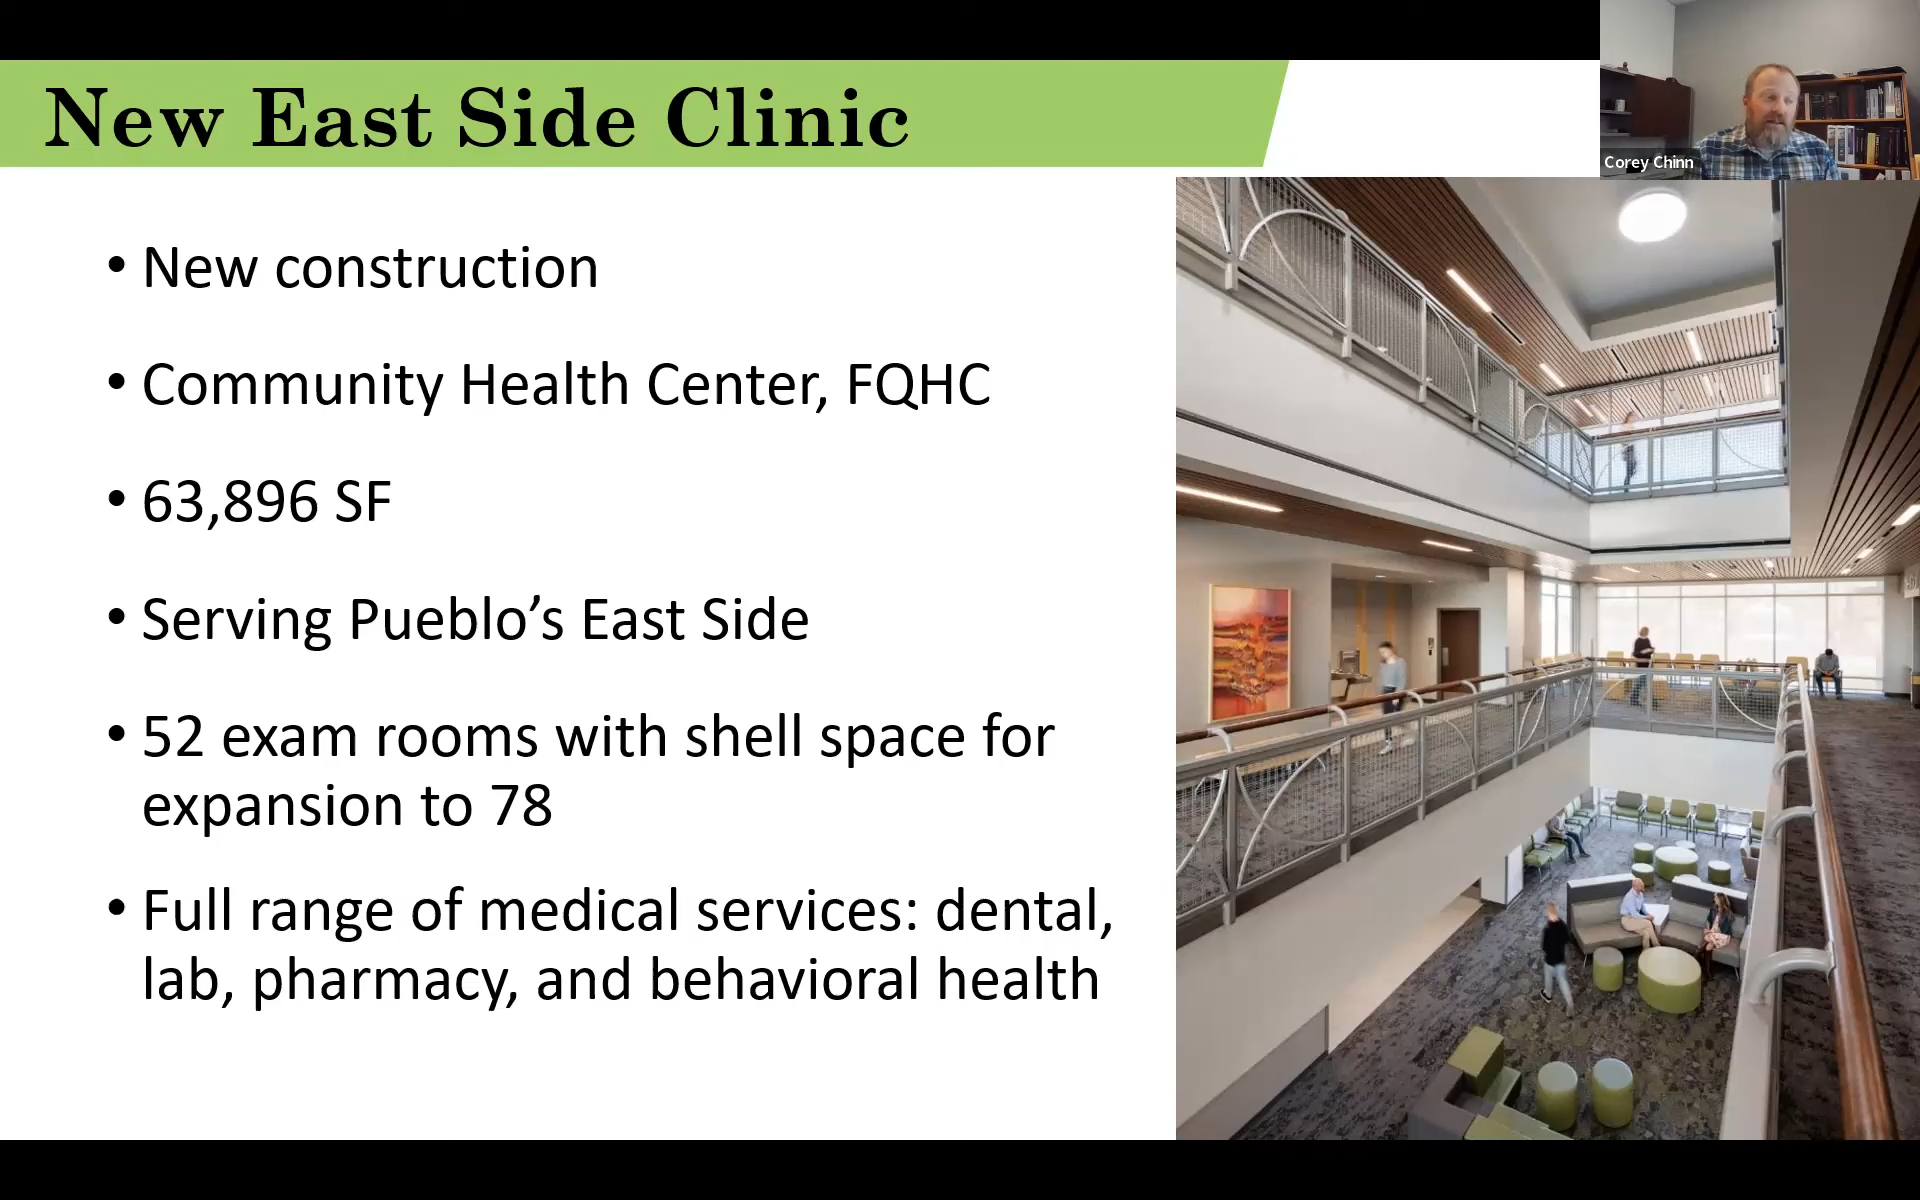 New East Side Clinic
Corey Chinn
• New construction
• Community Health Center, FQHC
• 63,896 SF
• Serving Pueblo’s East Side
• 52 exam rooms with shell space for
expansion to 78
• Full range of medical services: dental,
lab, pharmacy, and behavioral health